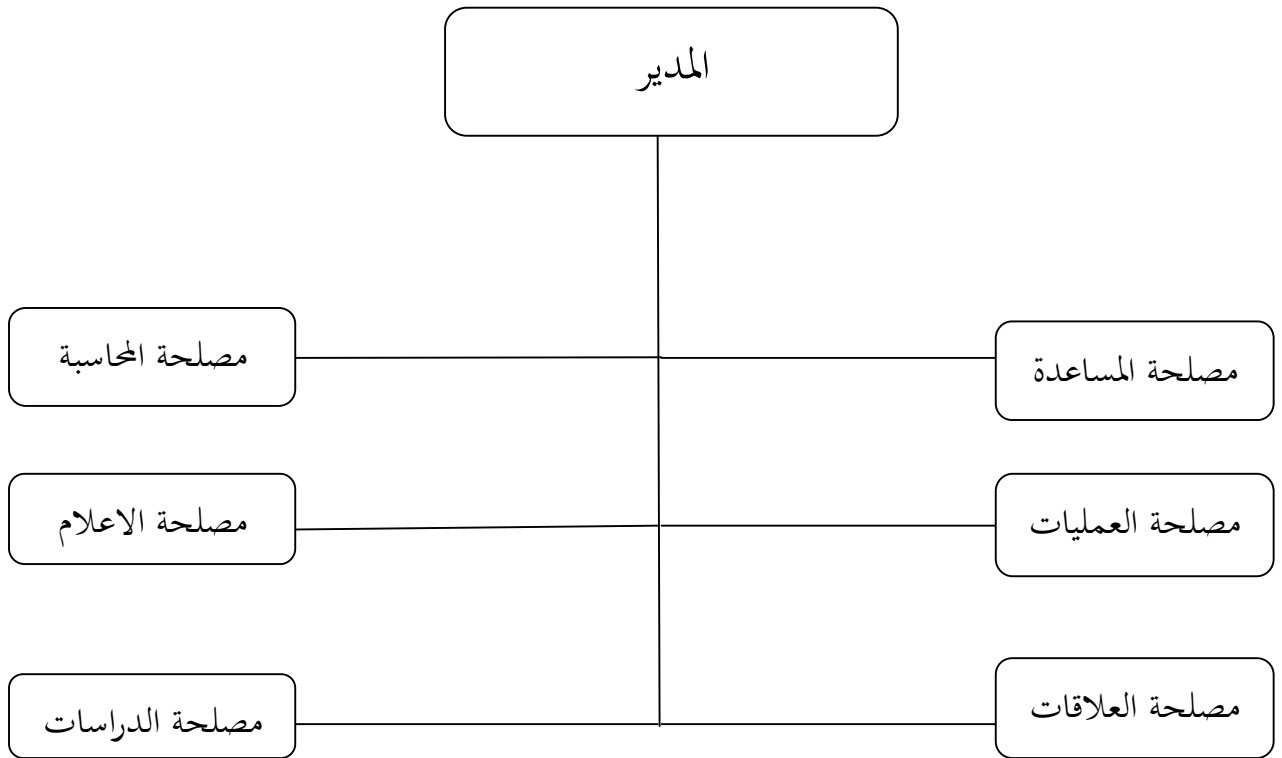 المدير
مصلحة المساعدة
مصلحة المحاسبة
مصلحة العمليات
مصلحة الاعلام
مصلحة العلاقات
مصلحة الدراسات